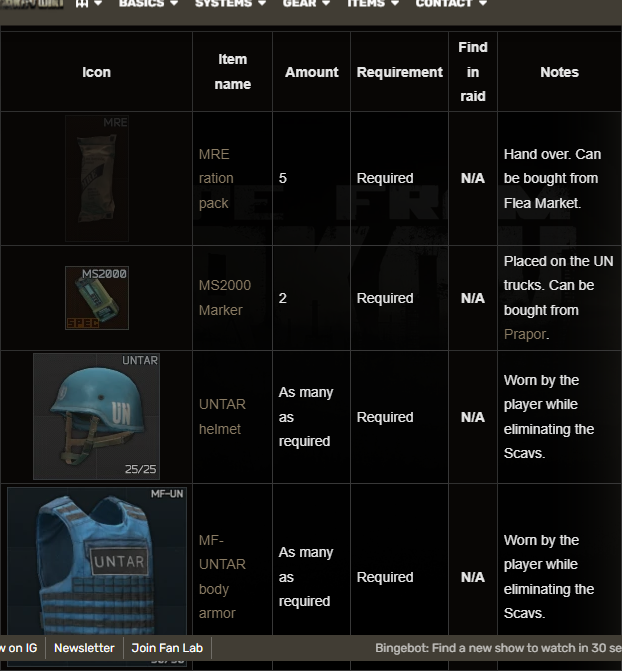 BASICS SYSTEMS GEAR ITEMS CONTACT
Icon
Item
name
Amount
Requirement
Find
in
raid
Notes
MRE
MRE
ration
pack
5
Required
N/A
Hand over. Can
be bought from
Flea Market.
MS2000
SPEC
MS2000
Marker
2
Required
N/A
Placed on the UN
trucks. Can be
bought from
Prapor.
UNTAR
UN
25/25
UNTAR
helmet
As many
as
required
Required
N/A
Worn by the
player while
eliminating the
Scavs.
MF-UN
UNTAR
MF-
UNTAR
body
armor
As many
as
required
Required
N/A
Worn by the
player while
eliminating the
Scavs.
w on IG Newsletter Join Fan Lab Bingebot: Find a new show to watch in 30 se